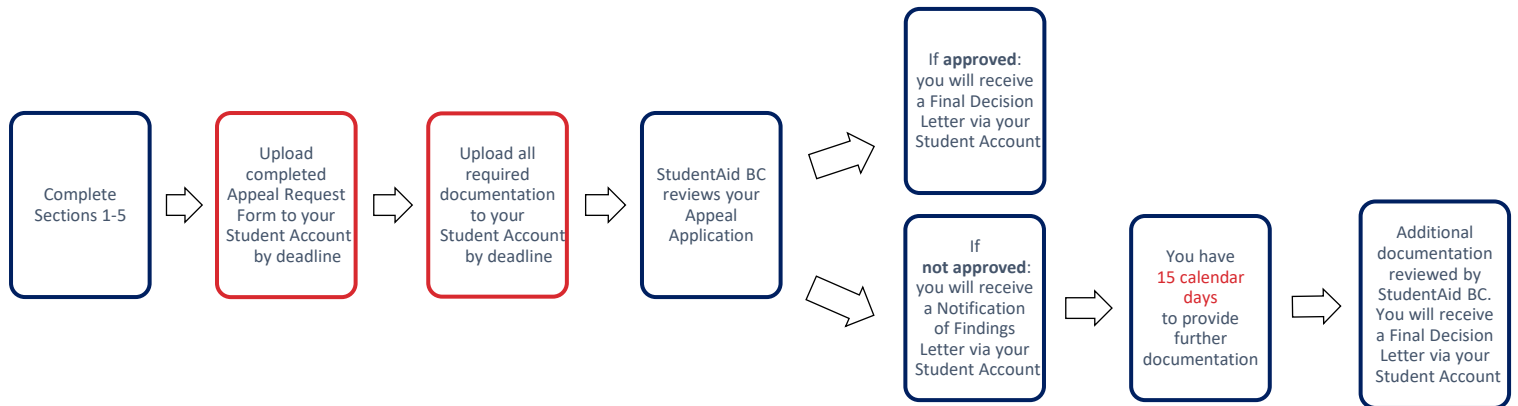 Complete
Sections 1-5
Upload
completed
Appeal Request
Form to your
Student Account
by deadline
Upload all
required
documentation
to your
Student Account
by deadline
StudentAid BC
reviews your
Appeal
Application
If approved:
you will receive
a Final Decision
Letter via your
Student Account
If
not approved:
you will receive
a Notification
of Findings
Letter via your
Student Account
You have
15 calendar
days
to provide
further
documentation
Additional
documentation
reviewed by
StudentAid BC.
You will receive
a Final Decision
Letter via your
Student Account